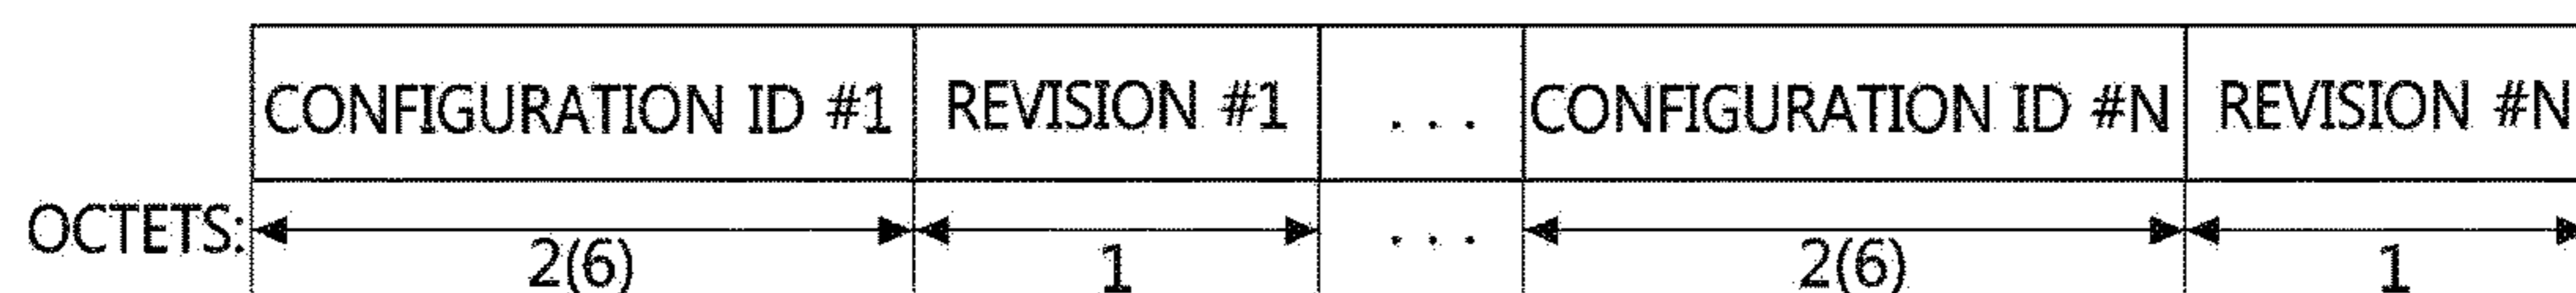 CONFIGURATION ID #1 REVISION #1 ... CONFIGURATION ID #N REVISION #N
OCTETS: 2(6) 1 ... 2(6) 1